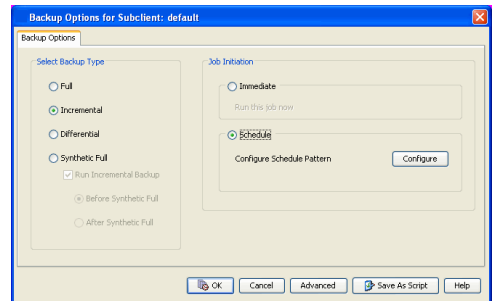 Backup Options for Subclient: default
Backup Options
Select Backup Type
Full
Incremental
Differential
Synthetic Full
Run Incremental Backup
Before Synthetic Full
After Synthetic Full
Job Initiation
Immediate
Run this job now
Schedule
Configure Schedule Pattern
Configure
OK
Cancel
Advanced
Save As Script
Help